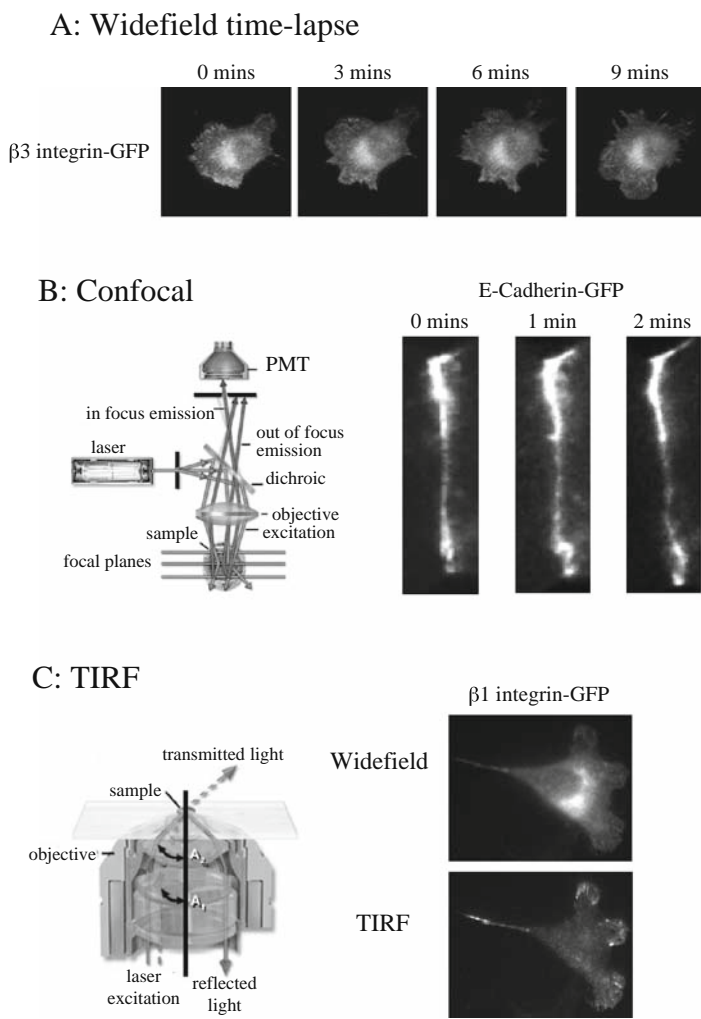 A: Widefield time-lapse
0 mins 3 mins 6 mins 9 mins
β3 integrin-GFP
B: Confocal
E-Cadherin-GFP
0 mins 1 min 2 mins
PMT
in focus emission
out of focus
emission
laser
dichroic
objective
excitation
sample
focal planes
C: TIRF
β1 integrin-GFP
transmitted light
Widefield
sample
objective
A₂
A₁
TIRF
laser
excitation
reflected
light